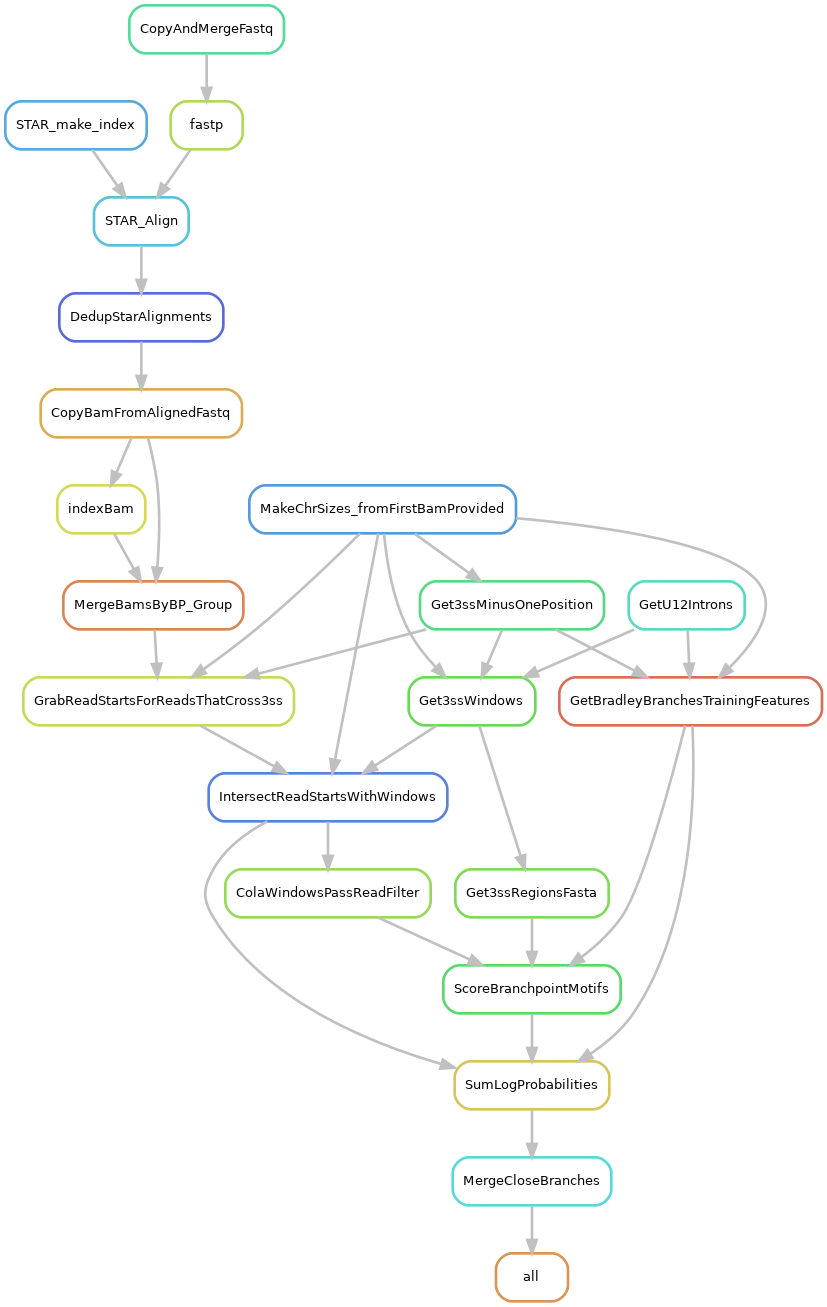 CopyAndMergeFastq
STAR_make_index
fastp
STAR_Align
DedupStarAlignments
CopyBamFromAlignedFastq
indexBam
MakeChrSizes_fromFirstBamProvided
MergeBamsByBP_Group
Get3ssMinusOnePosition
GetU12Introns
GrabReadStartsForReadsThatCross3ss
Get3ssWindows
GetBradleyBranchesTrainingFeatures
IntersectReadStartsWithWindows
ColaWindowsPassReadFilter
Get3ssRegionsFasta
ScoreBranchpointMotifs
SumLogProbabilities
MergeCloseBranches
all